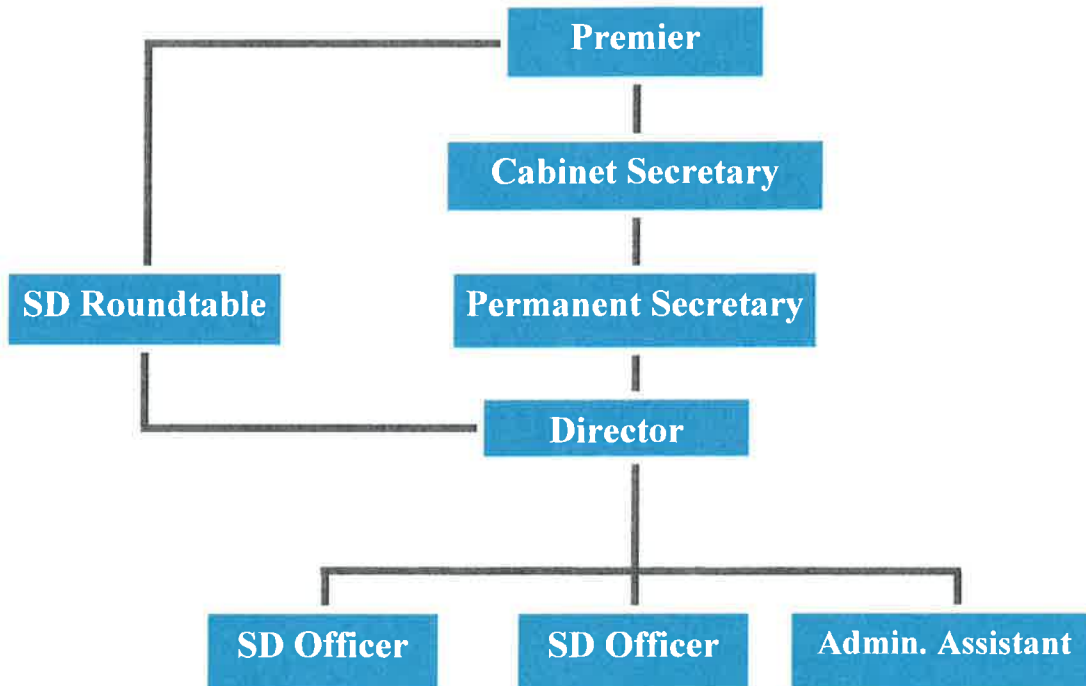 Premier
Cabinet Secretary
SD Roundtable
Permanent Secretary
Director
SD Officer
SD Officer
Admin. Assistant